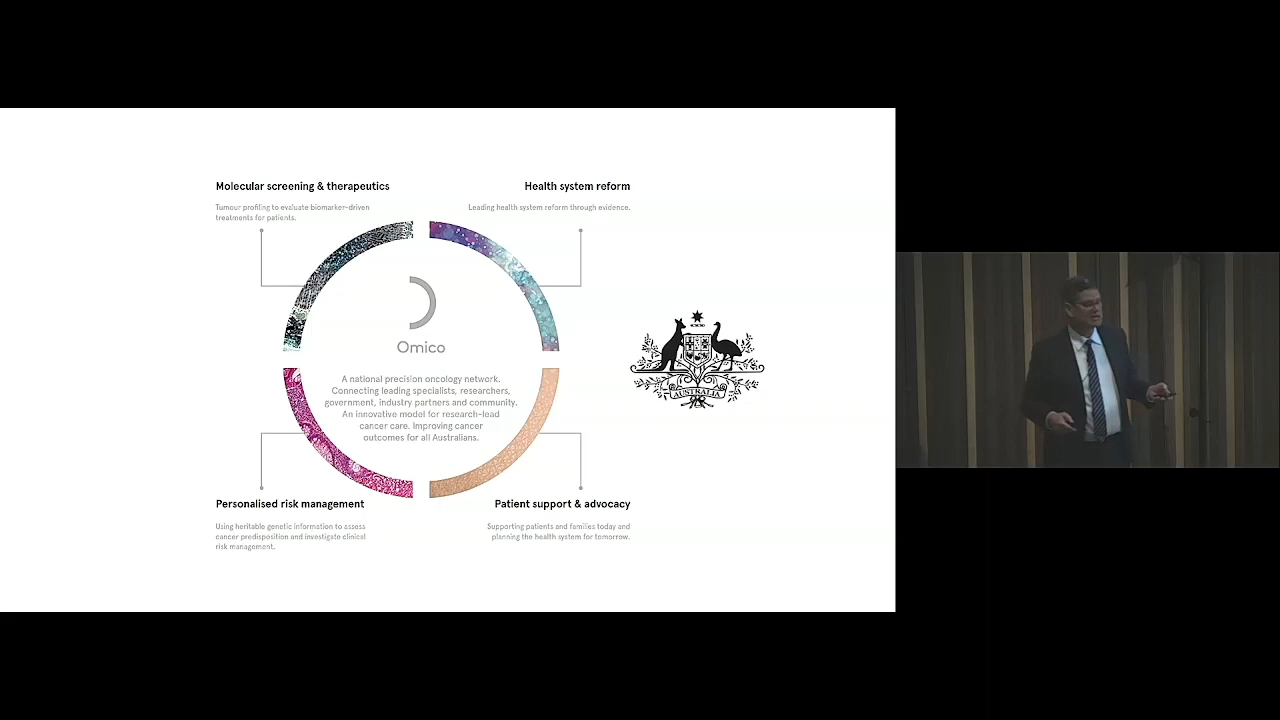 Molecular screening & therapeutics
Tumour profiling to evaluate biomarker-driven
treatments for patients.
Health system reform
Leading health system reform through evidence.
Omico
A national precision oncology network.
Connecting leading specialists, researchers,
government, industry partners and community.
An innovative model for research-lead
cancer care. Improving cancer
outcomes for all Australians.
AUSTRALIA
Personalised risk management
Using heritable genetic information to assess
cancer predisposition and investigate clinical
risk management.
Patient support & advocacy
Supporting patients and families today and
planning the health system for tomorrow.